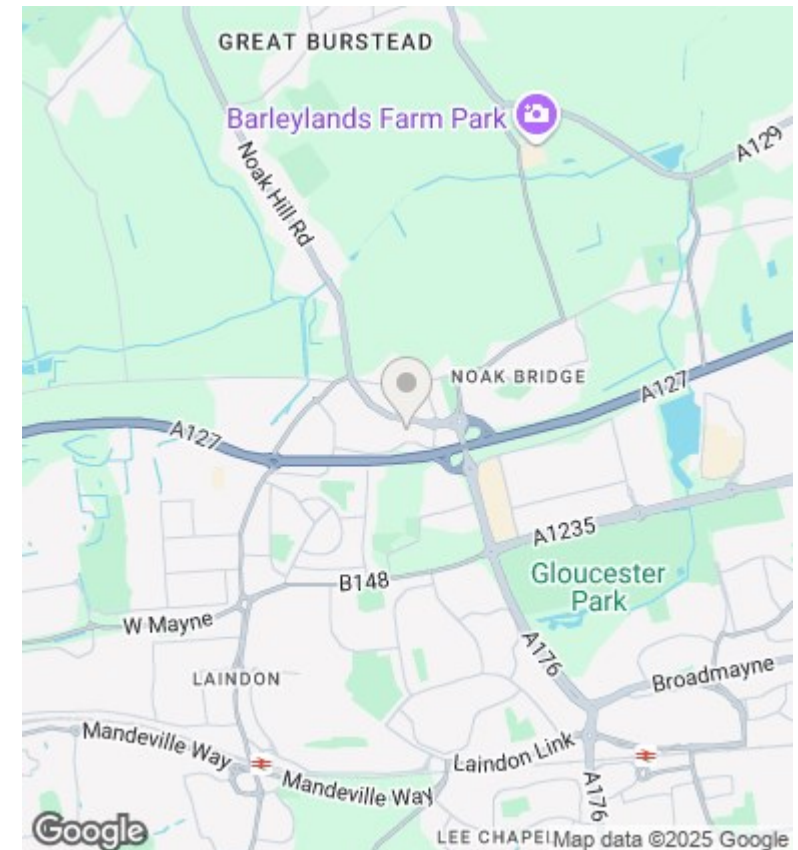 GREAT BURSTEAD
Barleylands Farm Park
A129
Noak Hill Rd
NOAK BRIDGE
A127
A127
A1235
Gloucester
Park
B148
W Mayne
A176
LAINDON
Broadmayne
Mandeville Way
Laindon Link
Mandeville Way
A176
LEE CHAPEL
Google
Map data ©2025 Google